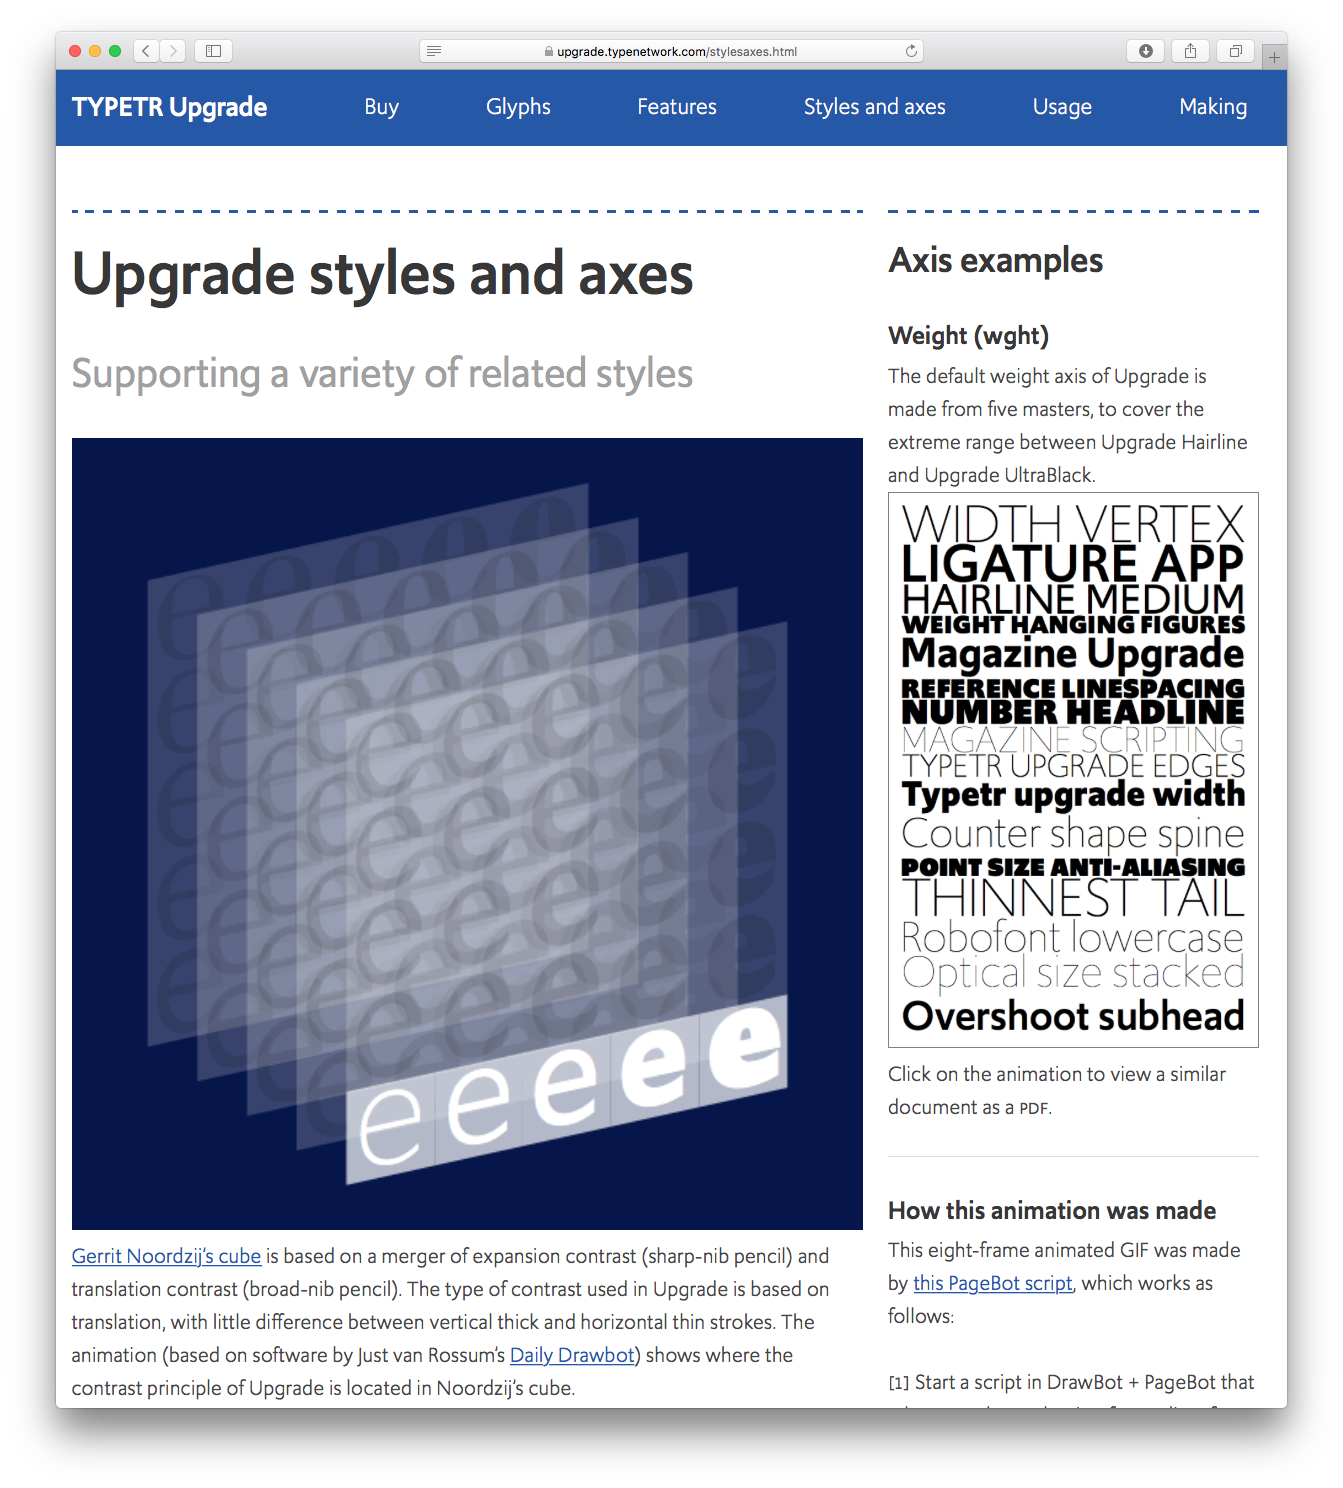 upgrade.typenetwork.com/stylesaxes.html
TYPETR Upgrade
Buy
Glyphs
Features
Styles and axes
Usage
Making
Upgrade styles and axes
Supporting a variety of related styles
eeeee
Gerrit Noordzij's cube is based on a merger of expansion contrast (sharp-nib pencil) and
translation contrast (broad-nib pencil). The type of contrast used in Upgrade is based on
translation, with little difference between vertical thick and horizontal thin strokes. The
animation (based on software by Just van Rossum's Daily Drawbot) shows where the
contrast principle of Upgrade is located in Noordzij's cube.
Axis examples
Weight (wght)
The default weight axis of Upgrade is
made from five masters, to cover the
extreme range between Upgrade Hairline
and Upgrade UltraBlack.
WIDTH VERTEX
LIGATURE APP
HAIRLINE MEDIUM
WEIGHT HANGING FIGURES
Magazine Upgrade
REFERENCE LINESPACING
NUMBER HEADLINE
MAGAZINE SCRIPTING
TYPETR UPGRADE EDGES
Typetr upgrade width
Counter shape spine
POINT SIZE ANTI-ALIASING
THINNEST TAIL
Robofont lowercase
Optical size stacked
Overshoot subhead
Click on the animation to view a similar
document as a PDF.
How this animation was made
This eight-frame animated GIF was made
by this PageBot script, which works as
follows:
[1] Start a script in DrawBot + PageBot that